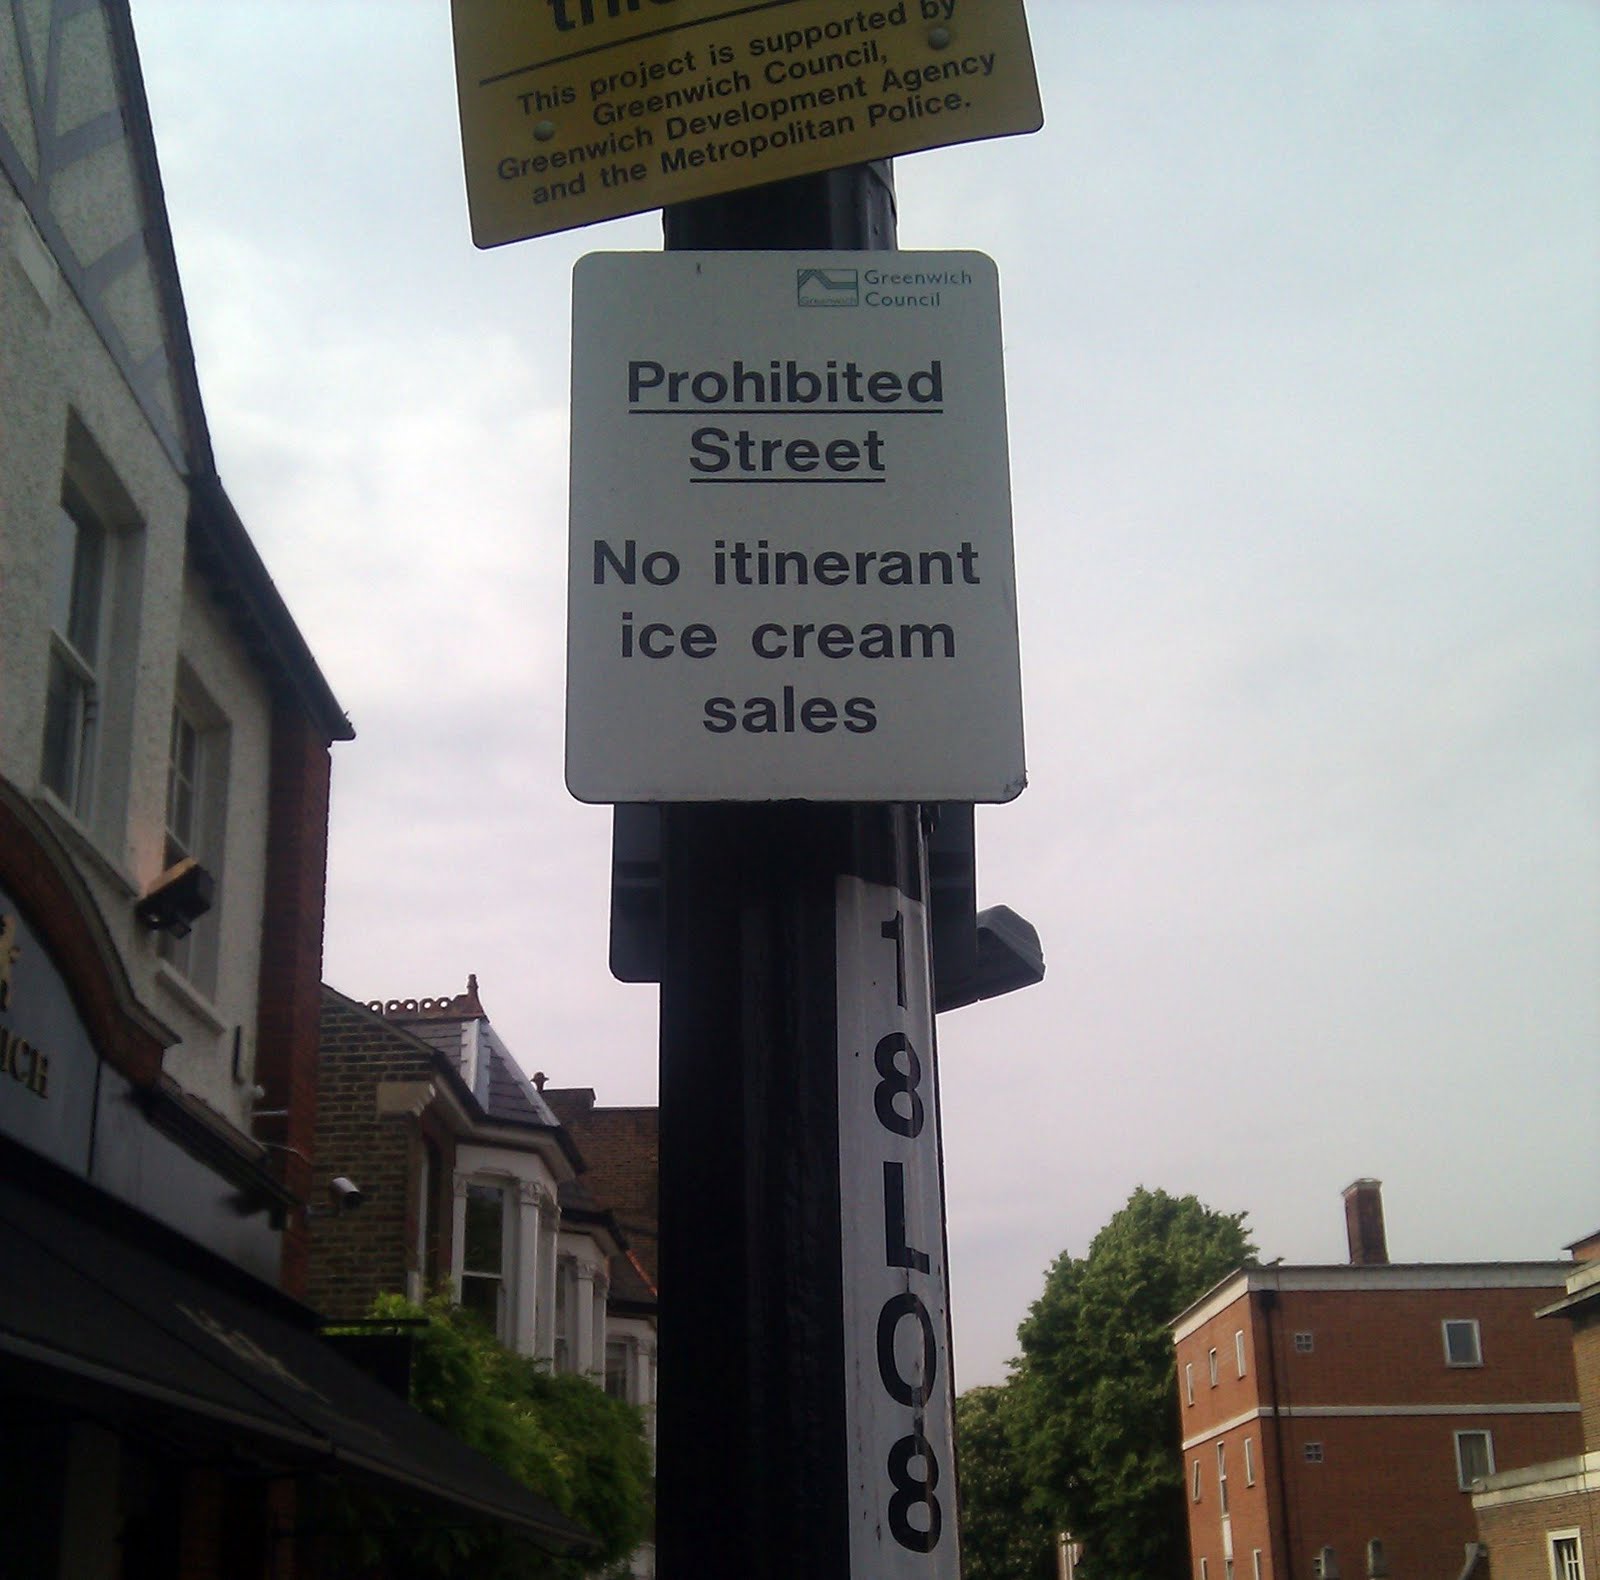 This project is supported by
Greenwich Council,
Greenwich Development Agency
and the Metropolitan Police.
Greenwich
Greenwich
Council
Prohibited
Street
No itinerant
ice cream
sales
18L08